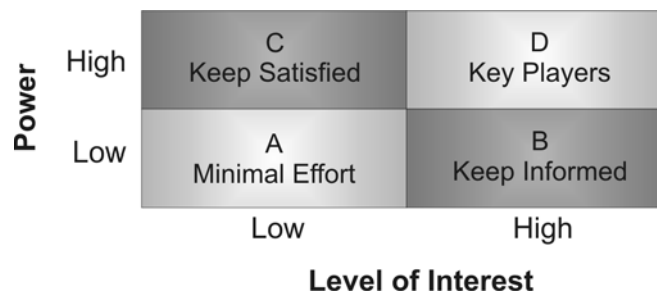 Power
High
C
Keep Satisfied
D
Key Players
Low
A
Minimal Effort
B
Keep Informed
Low
High
Level of Interest